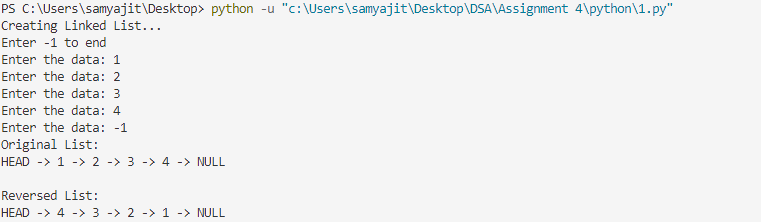 PS C:\Users\samyajit\Desktop> python -u "c:\Users\samyajit\Desktop\DSA\Assignment 4\python\1.py"
Creating Linked List...
Enter -1 to end
Enter the data: 1
Enter the data: 2
Enter the data: 3
Enter the data: 4
Enter the data: -1
Original List:
HEAD -> 1 -> 2 -> 3 -> 4 -> NULL
Reversed List:
HEAD -> 4 -> 3 -> 2 -> 1 -> NULL